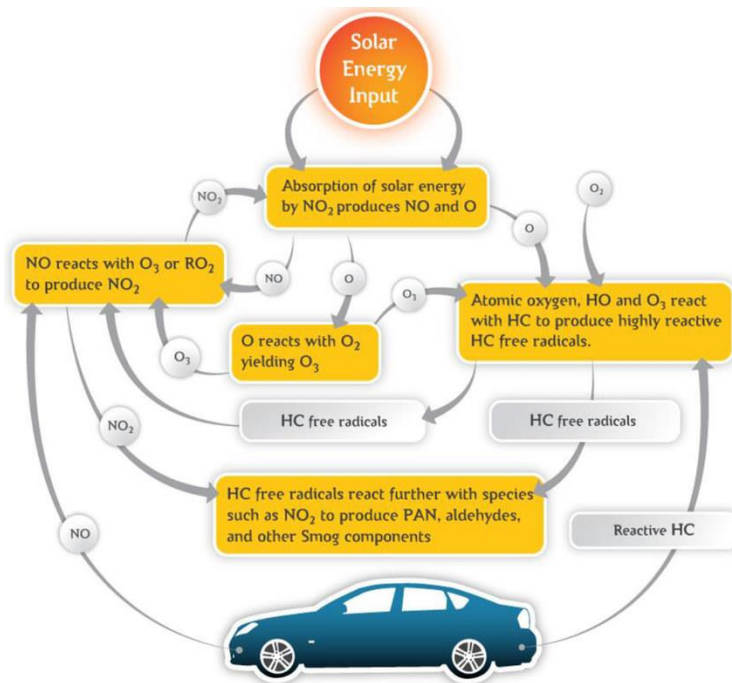 Solar
Energy
Input
Absorption of solar energy
by NO₂ produces NO and O
NO₂
O₂
O
NO reacts with O₃ or RO₂
to produce NO₂
NO
O
O₃
Atomic oxygen, HO and O₃ react
with HC to produce highly reactive
HC free radicals.
O reacts with O₂
yielding O₃
O₃
HC free radicals
HC free radicals
NO₂
HC free radicals react further with species
such as NO₂ to produce PAN, aldehydes,
and other Smog components
NO
Reactive HC